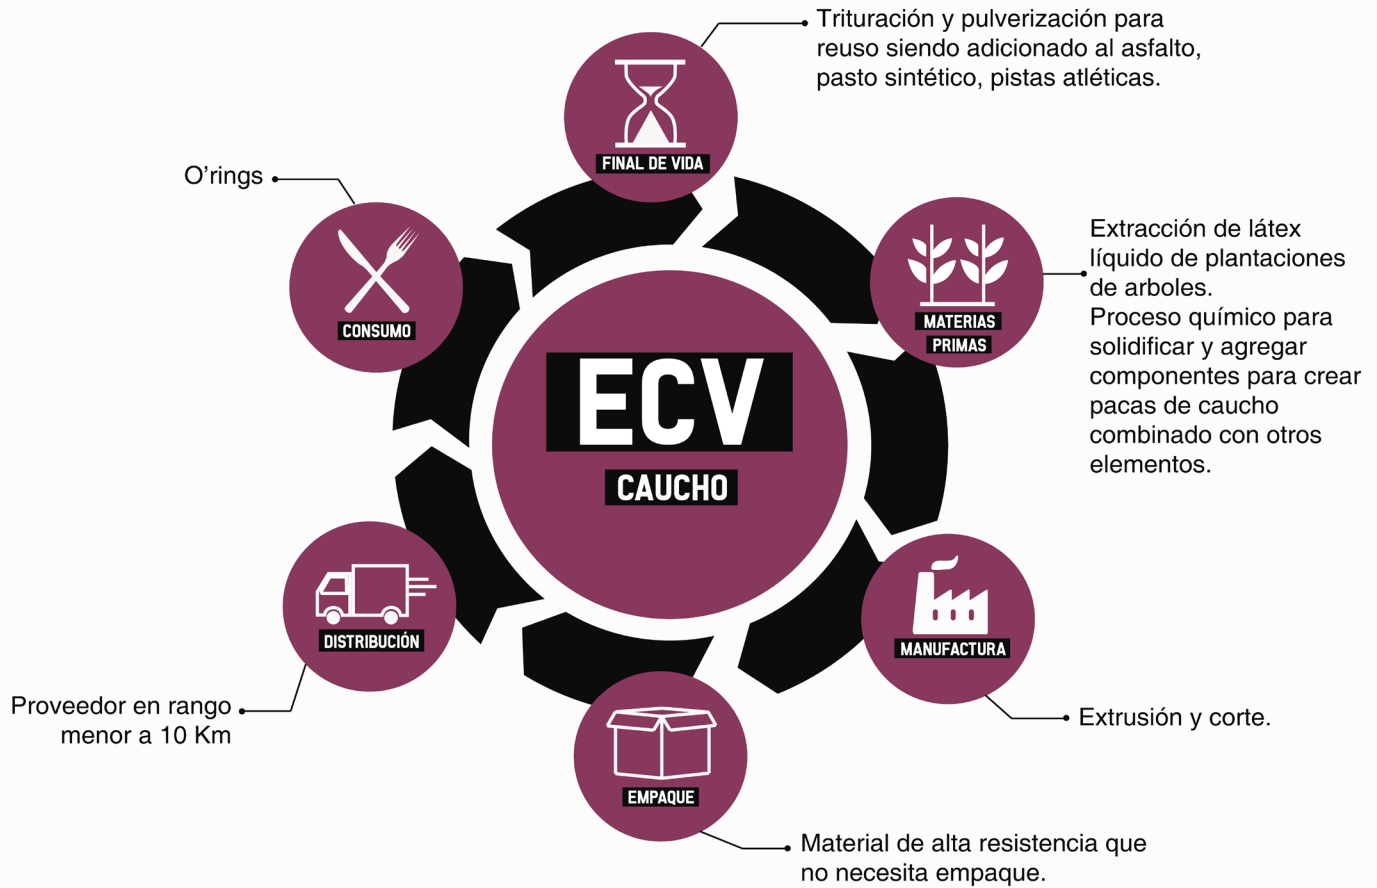 Trituración y pulverización para
reuso siendo adicionado al asfalto,
pasto sintético, pistas atléticas.
FINAL DE VIDA
O’rings
CONSUMO
MATERIAS
PRIMAS
Extracción de látex
líquido de plantaciones
de arboles.
Proceso químico para
solidificar y agregar
componentes para crear
pacas de caucho
combinado con otros
elementos.
ECV
CAUCHO
DISTRIBUCIÓN
Proveedor en rango
menor a 10 Km
MANUFACTURA
Extrusión y corte.
EMPAQUE
Material de alta resistencia que
no necesita empaque.